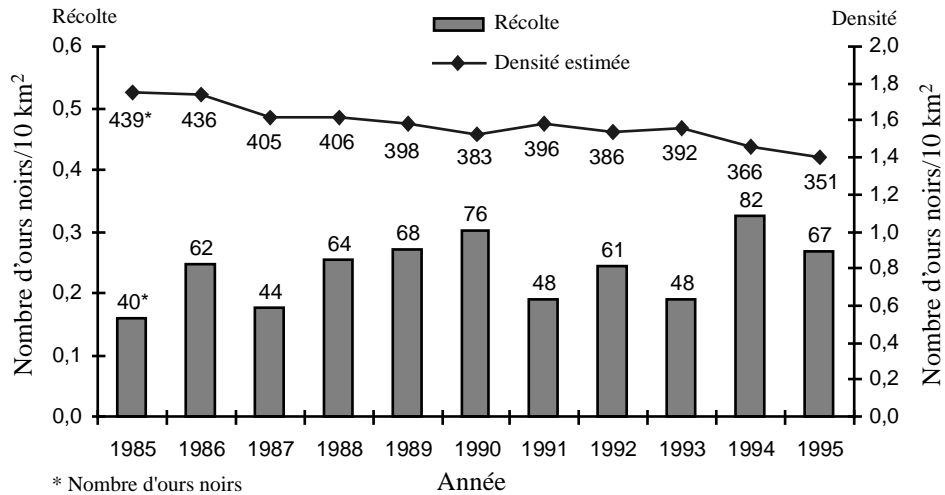 Récolte
Densité
Récolte
Densité estimée
Nombre d'ours noirs/10 km²
0,6
0,5
0,4
0,3
0,2
0,1
0,0
2,0
1,8
1,6
1,4
1,2
1,0
0,8
0,6
0,4
0,2
0,0
Nombre d'ours noirs/10 km²
439* 436 405 406 398 383 396 386 392 366 351
40* 62 44 64 68 76 48 61 48 82 67
1985 1986 1987 1988 1989 1990 1991 1992 1993 1994 1995
* Nombre d'ours noirs
Année